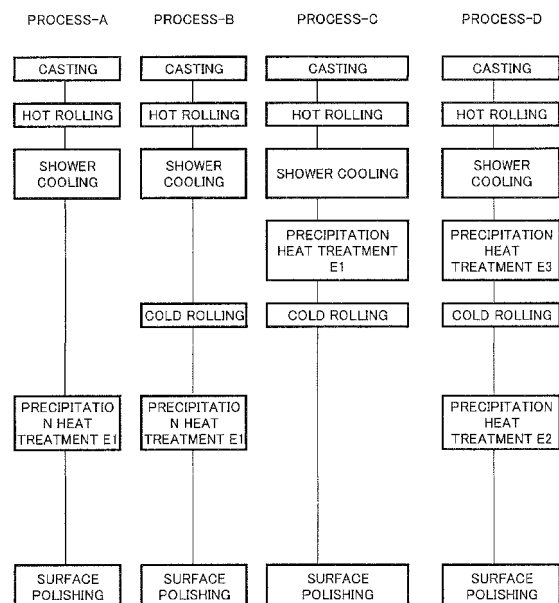 PROCESS-A PROCESS-B PROCESS-C PROCESS-D
CASTING CASTING CASTING CASTING
HOT ROLLING HOT ROLLING HOT ROLLING HOT ROLLING
SHOWER
COOLING
SHOWER
COOLING
SHOWER COOLING
SHOWER
COOLING
PRECIPITATION
HEAT TREATMENT
E1
PRECIPITATION
HEAT
TREATMENT E3
COLD ROLLING COLD ROLLING COLD ROLLING
PRECIPITATIO
N HEAT
TREATMENT E1
PRECIPITATIO
N HEAT
TREATMENT E1
PRECIPITATION
HEAT
TREATMENT E2
SURFACE
POLISHING
SURFACE
POLISHING
SURFACE
POLISHING
SURFACE
POLISHING